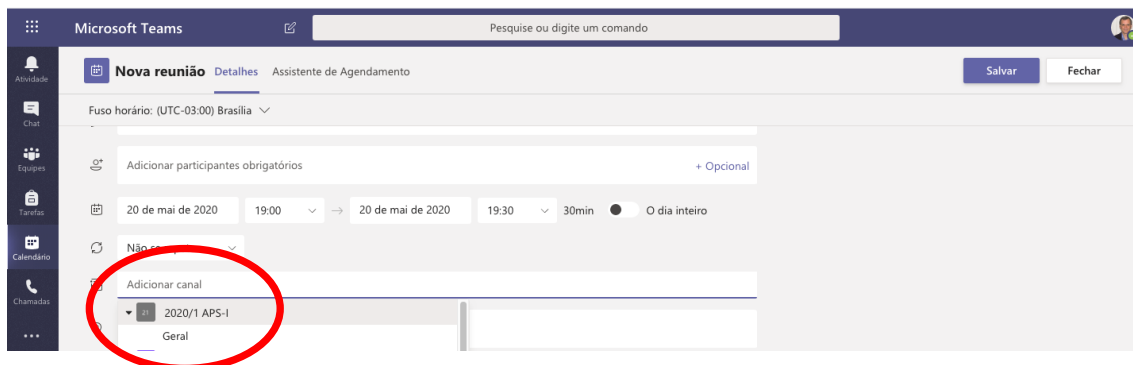 Microsoft Teams
Pesquise ou digite um comando
Atividade
Chat
Equipes
Tarefas
Calendário
Chamadas
Nova reunião Detalhes Assistente de Agendamento
Salvar Fechar
Fuso horário: (UTC-03:00) Brasília
Adicionar participantes obrigatórios + Opcional
20 de mai de 2020 19:00 → 20 de mai de 2020 19:30 30min O dia inteiro
Não
Adicionar canal
21 2020/1 APS-I
Geral